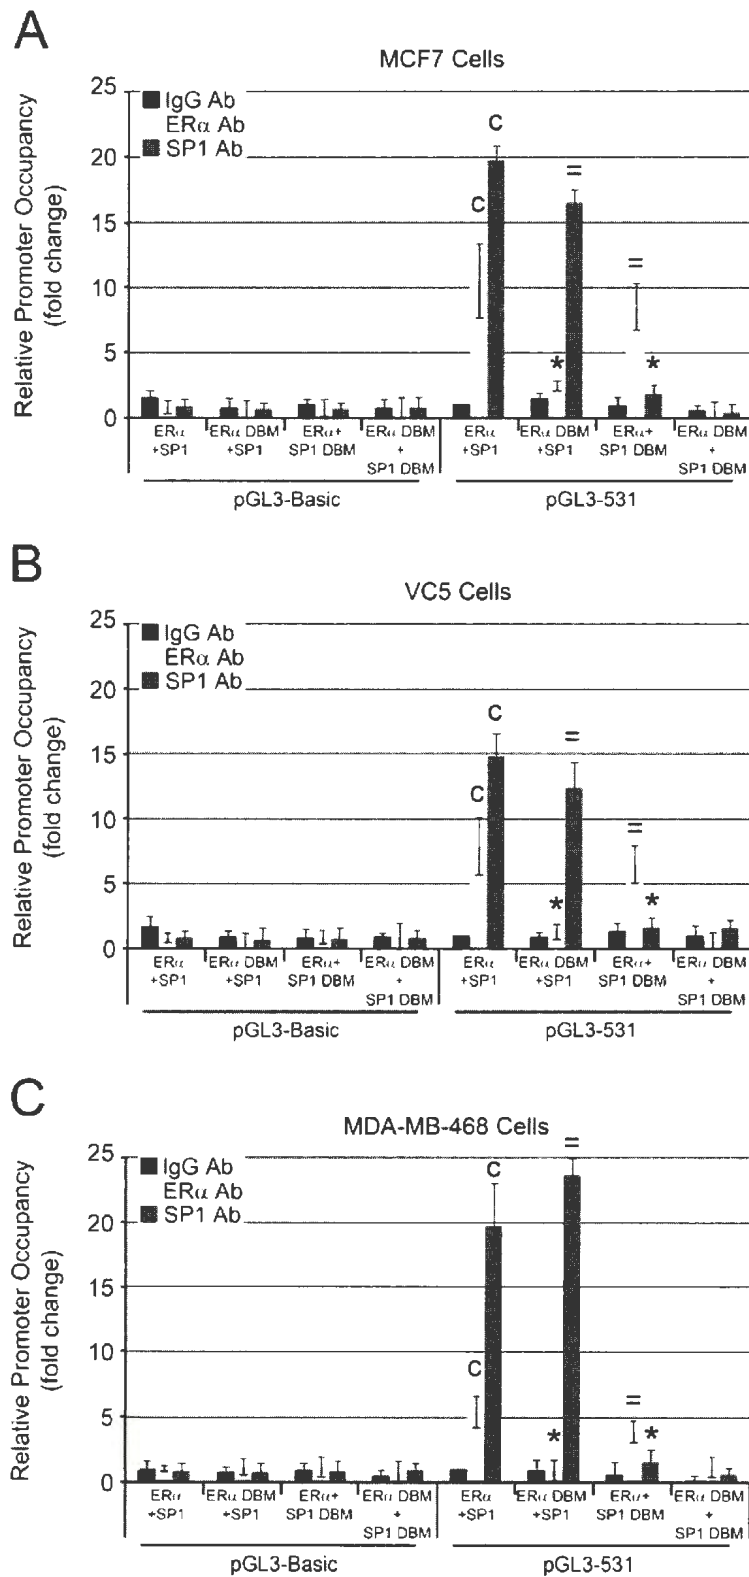 A
MCF7 Cells
Relative Promoter Occupancy
(fold change)
25
20
15
10
5
0
IgG Ab
ERα Ab
SP1 Ab
C
C
=
*
=
*
ERα
+SP1
ERα DBM
+SP1
ERα+
SP1 DBM
ERα DBM
+
SP1 DBM
ERα
+SP1
ERα DBM
+SP1
ERα+
SP1 DBM
ERα DBM
+
SP1 DBM
pGL3-Basic
pGL3-531
B
VC5 Cells
Relative Promoter Occupancy
(fold change)
25
20
15
10
5
0
IgG Ab
ERα Ab
SP1 Ab
C
C
=
*
=
*
ERα
+SP1
ERα DBM
+SP1
ERα+
SP1 DBM
ERα DBM
+
SP1 DBM
ERα
+SP1
ERα DBM
+SP1
ERα+
SP1 DBM
ERα DBM
+
SP1 DBM
pGL3-Basic
pGL3-531
C
MDA-MB-468 Cells
Relative Promoter Occupancy
(fold change)
25
20
15
10
5
0
IgG Ab
ERα Ab
SP1 Ab
C
C
=
*
=
*
ERα
+SP1
ERα DBM
+SP1
ERα+
SP1 DBM
ERα DBM
+
SP1 DBM
ERα
+SP1
ERα DBM
+SP1
ERα+
SP1 DBM
ERα DBM
+
SP1 DBM
pGL3-Basic
pGL3-531